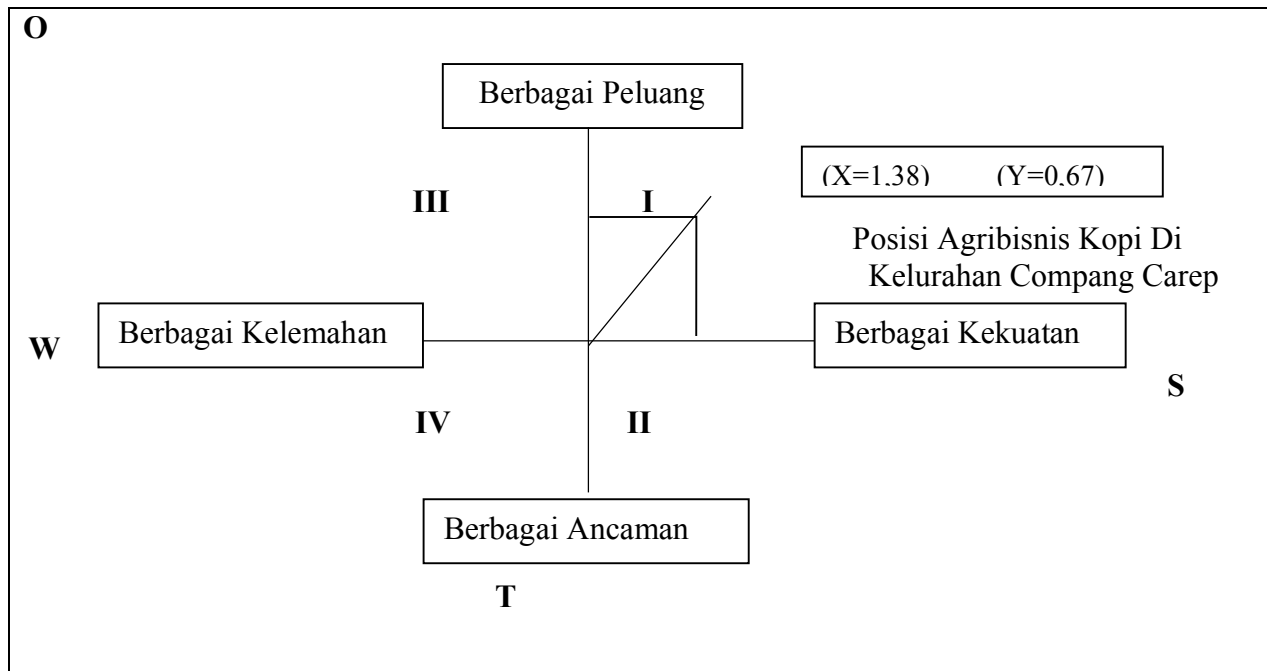 O
Berbagai Peluang
(X=1,38) (Y=0,67)
III
I
Posisi Agribisnis Kopi Di
Kelurahan Compang Carep
W
Berbagai Kelemahan
Berbagai Kekuatan
S
IV
II
Berbagai Ancaman
T